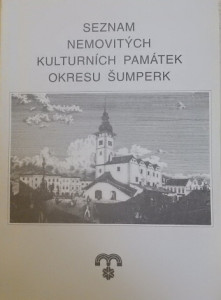 SEZNAM
NEMOVITÝCH
KULTURNÍCH PAMÁTEK
OKRESU ŠUMPERK